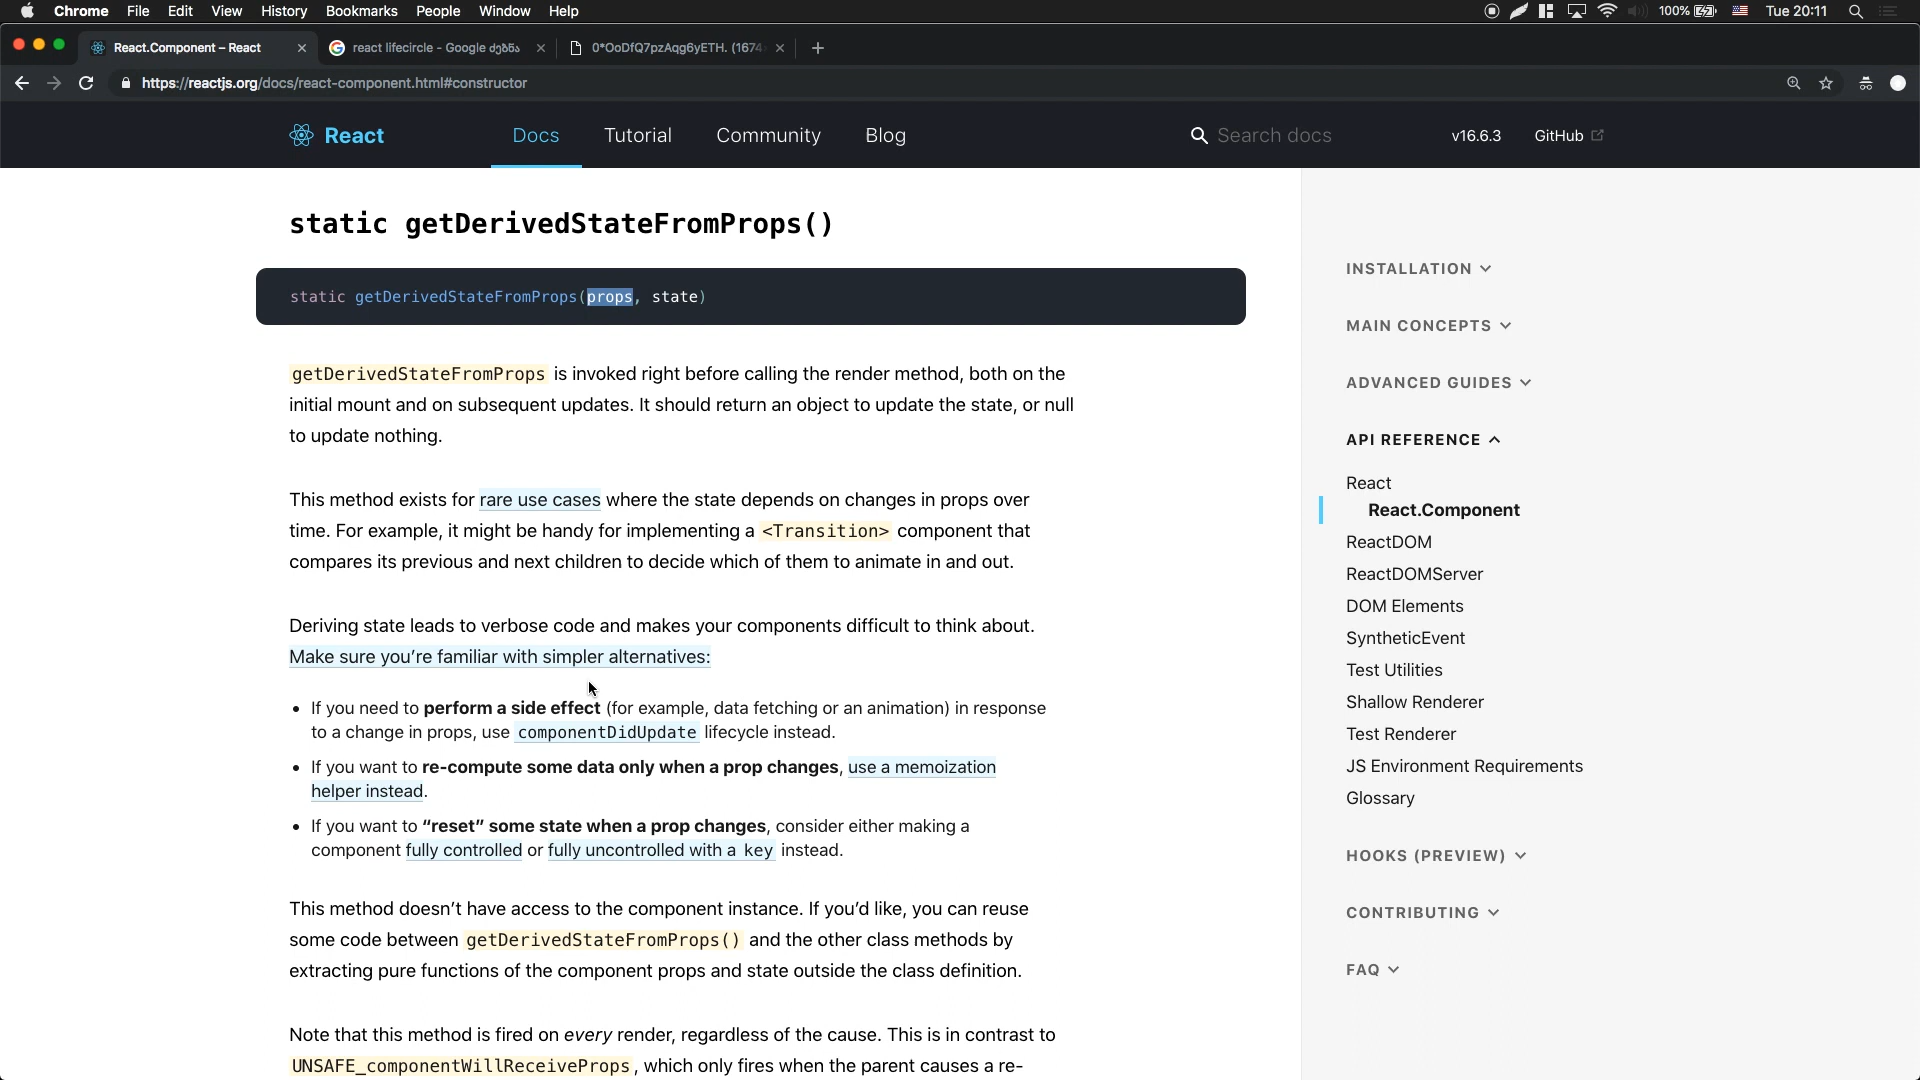 Chrome File Edit View History Bookmarks People Window Help 100% Tue 20:11
React.Component – React
react lifecircle - Google ძებნა
0*OoDfQ7pzAqg6yETH. (1674
https://reactjs.org/docs/react-component.html#constructor
React Docs Tutorial Community Blog Search docs v16.6.3 GitHub
static getDerivedStateFromProps()
static getDerivedStateFromProps(props, state)
getDerivedStateFromProps is invoked right before calling the render method, both on the
initial mount and on subsequent updates. It should return an object to update the state, or null
to update nothing.
This method exists for rare use cases where the state depends on changes in props over
time. For example, it might be handy for implementing a <Transition> component that
compares its previous and next children to decide which of them to animate in and out.
Deriving state leads to verbose code and makes your components difficult to think about.
Make sure you’re familiar with simpler alternatives:
• If you need to perform a side effect (for example, data fetching or an animation) in response
to a change in props, use componentDidUpdate lifecycle instead.
• If you want to re-compute some data only when a prop changes, use a memoization
helper instead.
• If you want to “reset” some state when a prop changes, consider either making a
component fully controlled or fully uncontrolled with a key instead.
This method doesn’t have access to the component instance. If you’d like, you can reuse
some code between getDerivedStateFromProps() and the other class methods by
extracting pure functions of the component props and state outside the class definition.
Note that this method is fired on every render, regardless of the cause. This is in contrast to
UNSAFE_componentWillReceiveProps, which only fires when the parent causes a re-
INSTALLATION
MAIN CONCEPTS
ADVANCED GUIDES
API REFERENCE
React
React.Component
ReactDOM
ReactDOMServer
DOM Elements
SyntheticEvent
Test Utilities
Shallow Renderer
Test Renderer
JS Environment Requirements
Glossary
HOOKS (PREVIEW)
CONTRIBUTING
FAQ